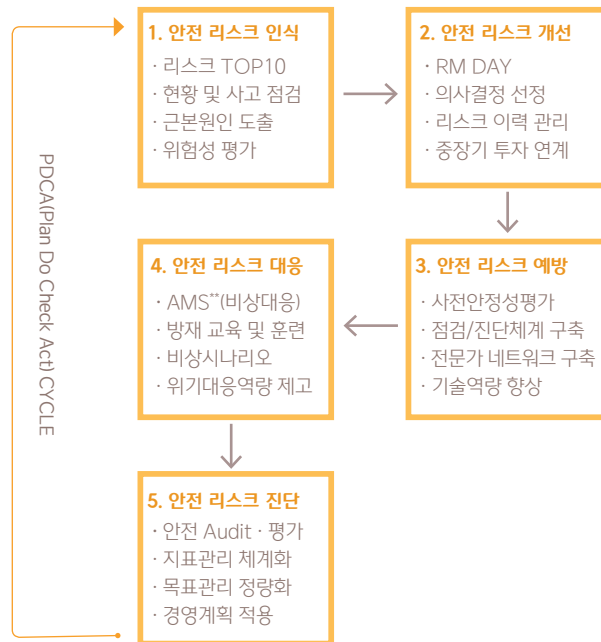 1. 안전 리스크 인식
· 리스크 TOP10
· 현황 및 사고 점검
· 근본원인 도출
· 위험성 평가
2. 안전 리스크 개선
· RM DAY
· 의사결정 선정
· 리스크 이력 관리
· 중장기 투자 연계
3. 안전 리스크 예방
· 사전안정성평가
· 점검/진단체계 구축
· 전문가 네트워크 구축
· 기술역량 향상
4. 안전 리스크 대응
· AMS**(비상대응)
· 방재 교육 및 훈련
· 비상시나리오
· 위기대응역량 제고
5. 안전 리스크 진단
· 안전 Audit · 평가
· 지표관리 체계화
· 목표관리 정량화
· 경영계획 적용
PDCA(Plan Do Check Act) CYCLE